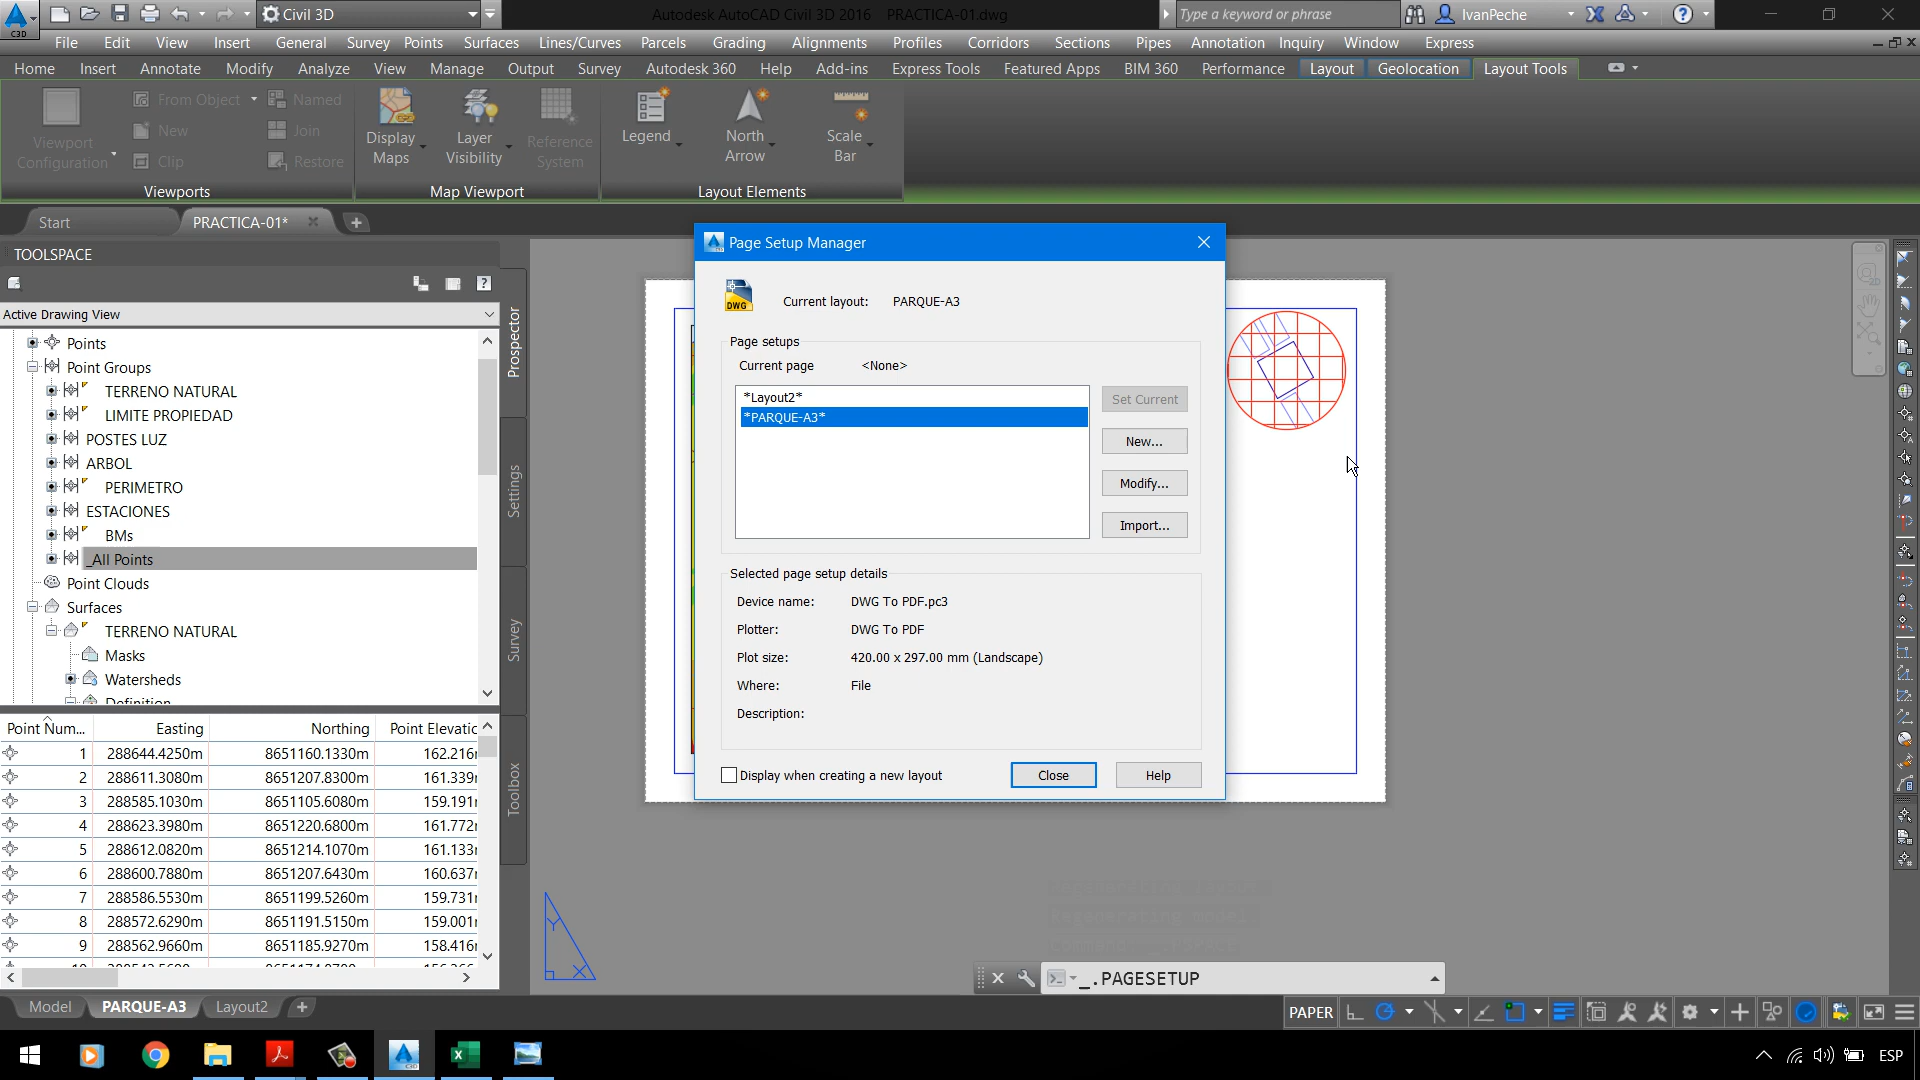 Civil 3D
Autodesk AutoCAD Civil 3D 2016 PRACTICA-01.dwg
Type a keyword or phrase
IvanPeche
C3D
File Edit View Insert General Survey Points Surfaces Lines/Curves Parcels Grading Alignments Profiles Corridors Sections Pipes Annotation Inquiry Window Express
Home Insert Annotate Modify Analyze View Manage Output Survey Autodesk 360 Help Add-ins Express Tools Featured Apps BIM 360 Performance Layout Geolocation Layout Tools
Viewport Configuration
From Object
New
Clip
Named
Join
Restore
Display Maps
Layer Visibility
Reference System
Legend
North Arrow
Scale Bar
Viewports
Map Viewport
Layout Elements
Start
PRACTICA-01*
TOOLSPACE
Active Drawing View
Points
Point Groups
TERRENO NATURAL
LIMITE PROPIEDAD
POSTES LUZ
ARBOL
PERIMETRO
ESTACIONES
BMs
_All Points
Point Clouds
Surfaces
TERRENO NATURAL
Masks
Watersheds
Definition
Prospector
Settings
Survey
Toolbox
Point Num... Easting Northing Point Elevatic
1 288644.4250m 8651160.1330m 162.216
2 288611.3080m 8651207.8300m 161.339
3 288585.1030m 8651105.6080m 159.191
4 288623.3980m 8651220.6800m 161.772
5 288612.0820m 8651214.1070m 161.133
6 288600.7880m 8651207.6430m 160.637
7 288586.5530m 8651199.5260m 159.731
8 288572.6290m 8651191.5150m 159.001
9 288562.9660m 8651185.9270m 158.416
Page Setup Manager
DWG
Current layout: PARQUE-A3
Page setups
Current page <None>
*Layout2*
*PARQUE-A3*
Set Current
New...
Modify...
Import...
Selected page setup details
Device name: DWG To PDF.pc3
Plotter: DWG To PDF
Plot size: 420.00 x 297.00 mm (Landscape)
Where: File
Description:
Display when creating a new layout
Close
Help
Y
X
_.PAGESETUP
Model PARQUE-A3 Layout2
PAPER
ESP